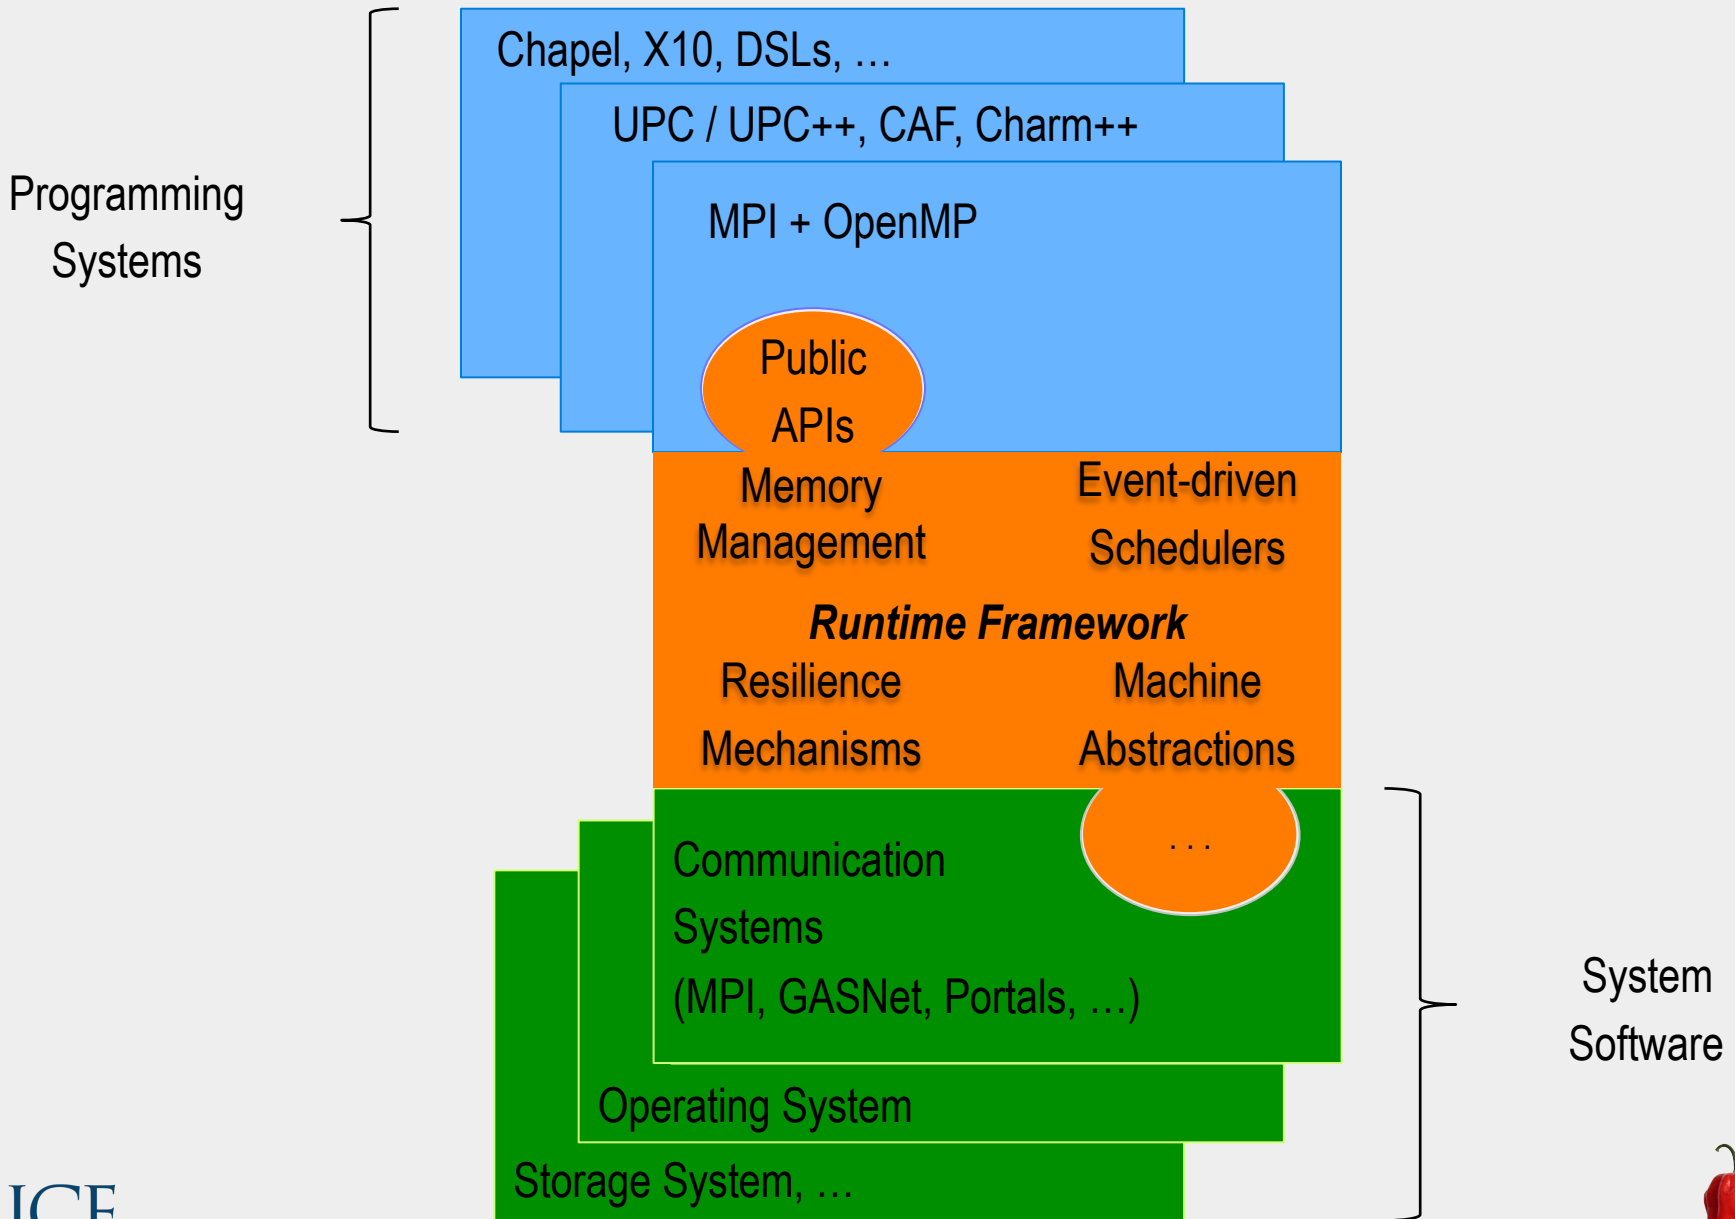 Chapel, X10, DSLs, …
UPC / UPC++, CAF, Charm++
MPI + OpenMP
Programming
Systems
Public
APIs
Memory
Management
Event-driven
Schedulers
Runtime Framework
Resilience
Mechanisms
Machine
Abstractions
. . .
Communication
Systems
(MPI, GASNet, Portals, …)
Operating System
Storage System, …
System
Software